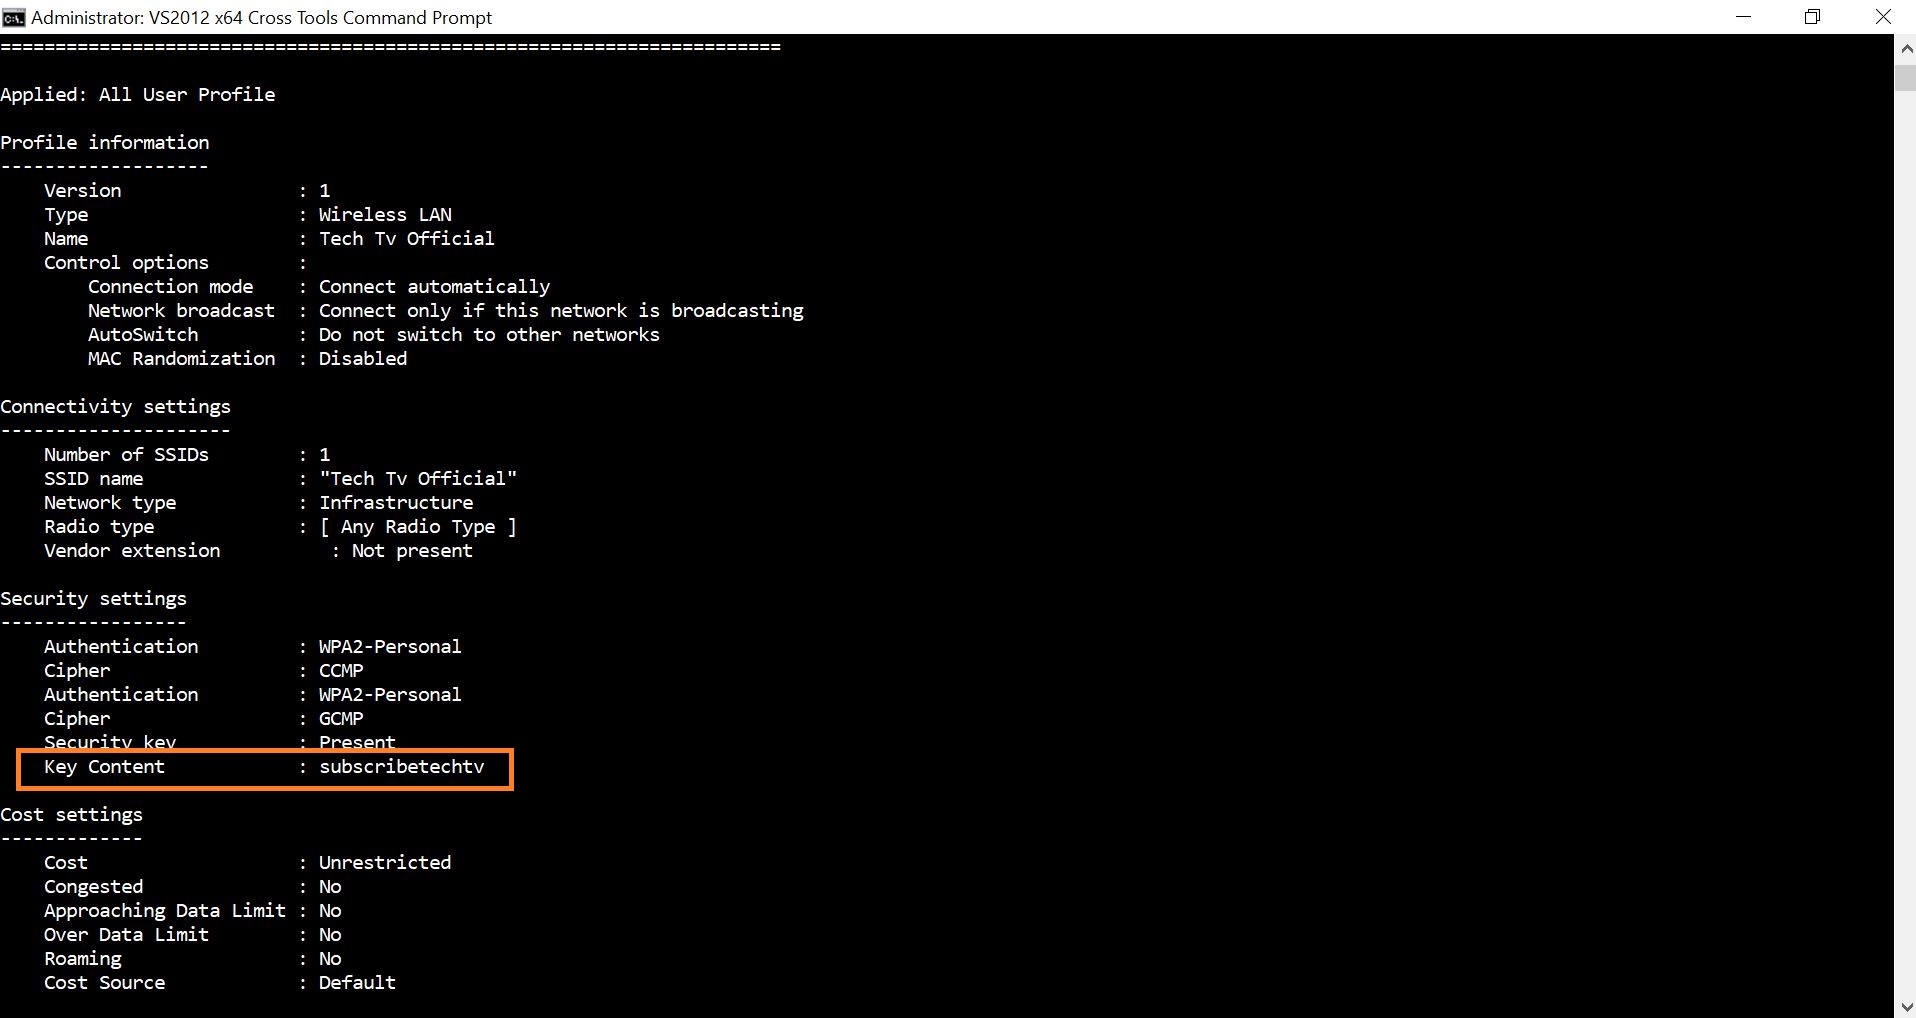 Administrator: VS2012 x64 Cross Tools Command Prompt
=======================================================================
Applied: All User Profile
Profile information
-------------------
Version : 1
Type : Wireless LAN
Name : Tech Tv Official
Control options :
Connection mode : Connect automatically
Network broadcast : Connect only if this network is broadcasting
AutoSwitch : Do not switch to other networks
MAC Randomization : Disabled
Connectivity settings
---------------------
Number of SSIDs : 1
SSID name : "Tech Tv Official"
Network type : Infrastructure
Radio type : [ Any Radio Type ]
Vendor extension : Not present
Security settings
-----------------
Authentication : WPA2-Personal
Cipher : CCMP
Authentication : WPA2-Personal
Cipher : GCMP
Security key : Present
Key Content : subscribetechtv
Cost settings
-------------
Cost : Unrestricted
Congested : No
Approaching Data Limit : No
Over Data Limit : No
Roaming : No
Cost Source : Default